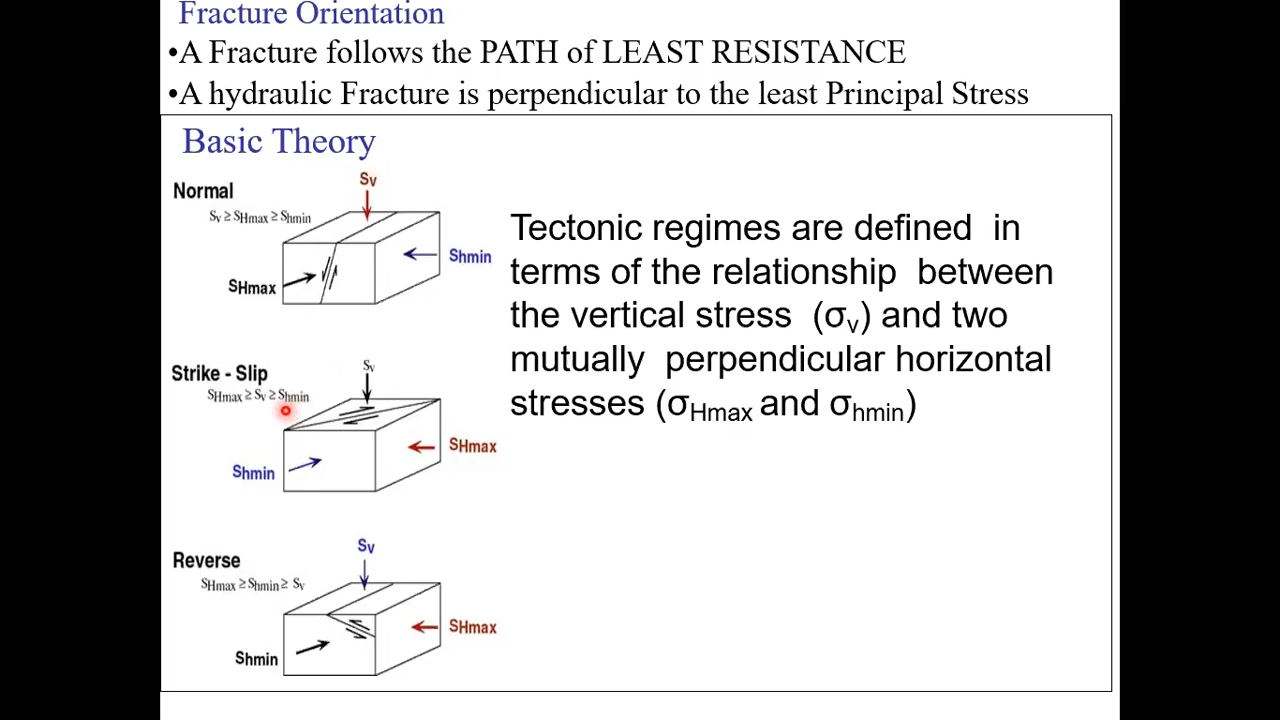 Fracture Orientation
•A Fracture follows the PATH of LEAST RESISTANCE
•A hydraulic Fracture is perpendicular to the least Principal Stress
Basic Theory
Normal
Sv ≥ SHmax ≥ Shmin
Sv
Shmin
SHmax
Tectonic regimes are defined in
terms of the relationship between
the vertical stress (σv) and two
mutually perpendicular horizontal
stresses (σHmax and σhmin)
Strike - Slip
SHmax ≥ Sv ≥ Shmin
Sv
SHmax
Shmin
Reverse
SHmax ≥ Shmin ≥ Sv
Sv
SHmax
Shmin